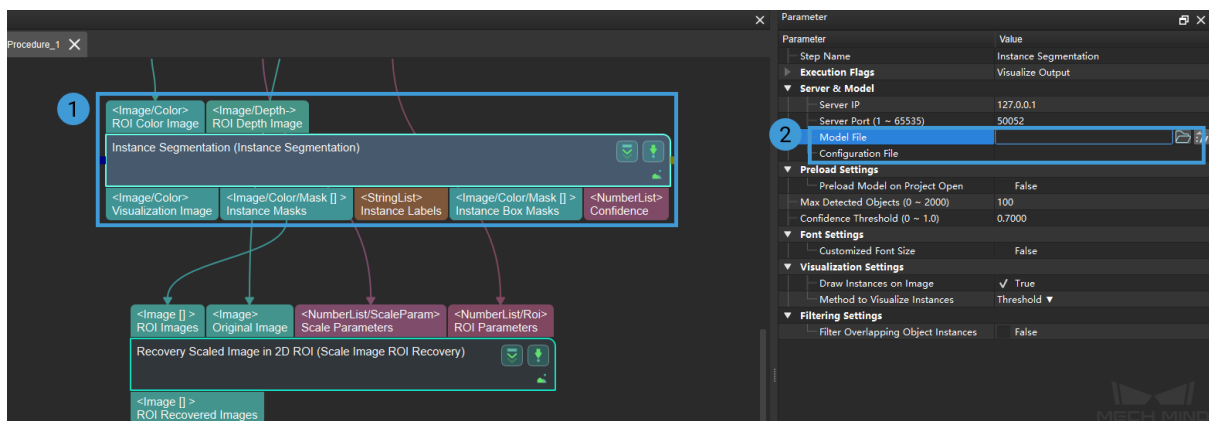 Procedure_1
1
<Image/Color>
ROI Color Image
<Image/Depth->
ROI Depth Image
Instance Segmentation (Instance Segmentation)
<Image/Color>
Visualization Image
<Image/Color/Mask [] >
Instance Masks
<StringList>
Instance Labels
<Image/Color/Mask [] >
Instance Box Masks
<NumberList>
Confidence
<Image [] >
ROI Images
<Image>
Original Image
<NumberList/ScaleParam>
Scale Parameters
<NumberList/Roi>
ROI Parameters
Recovery Scaled Image in 2D ROI (Scale Image ROI Recovery)
<Image [] >
ROI Recovered Images
Parameter
Parameter Value
Step Name Instance Segmentation
Execution Flags Visualize Output
Server & Model
Server IP 127.0.0.1
Server Port (1 ~ 65535) 50052
2
Model File
Configuration File
Preload Settings
Preload Model on Project Open False
Max Detected Objects (0 ~ 2000) 100
Confidence Threshold (0 ~ 1.0) 0.7000
Font Settings
Customized Font Size False
Visualization Settings
Draw Instances on Image True
Method to Visualize Instances Threshold
Filtering Settings
Filter Overlapping Object Instances False
MECH MIND